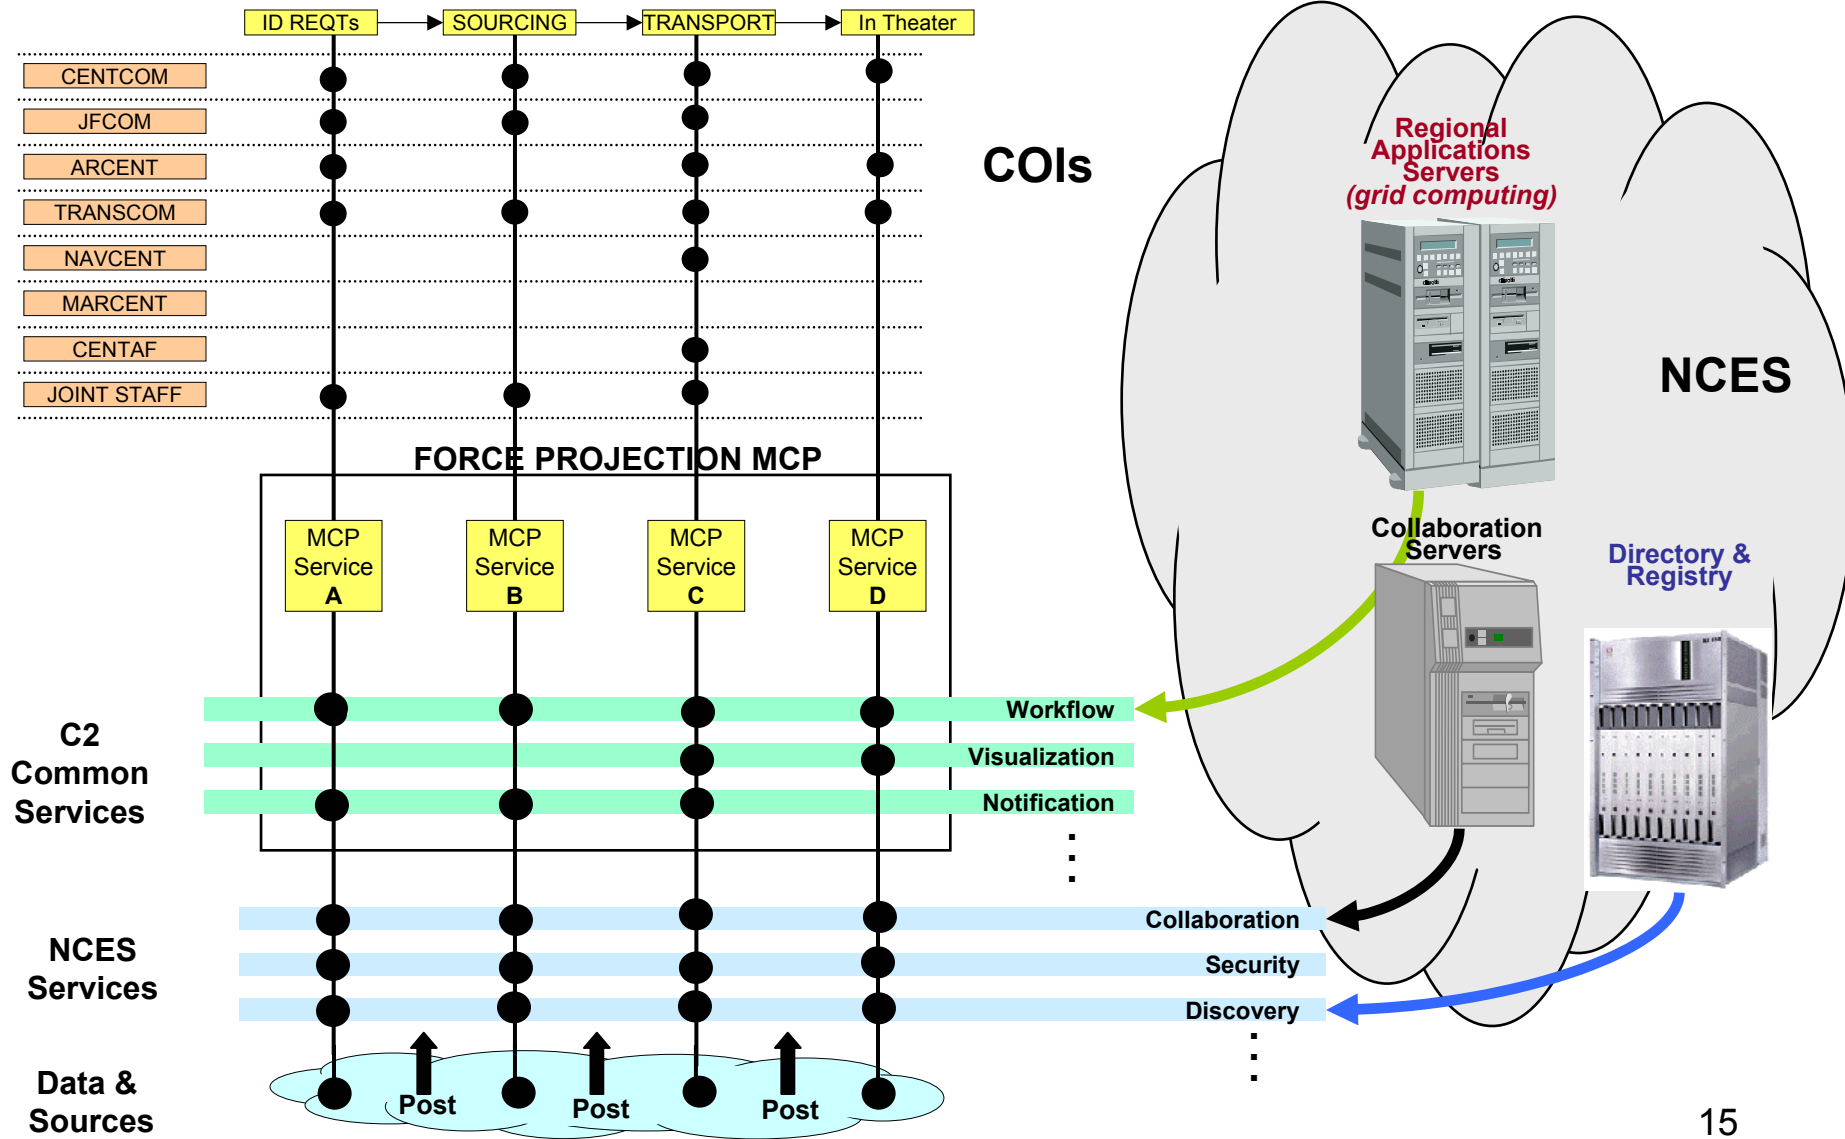 ID REQTs
SOURCING
TRANSPORT
In Theater
CENTCOM
JFCOM
ARCENT
TRANSCOM
NAVCENT
MARCENT
CENTAF
JOINT STAFF
COIs
Regional
Applications
Servers
(grid computing)
NCES
FORCE PROJECTION MCP
MCP
Service
A
MCP
Service
B
MCP
Service
C
MCP
Service
D
Collaboration
Servers
Directory &
Registry
C2
Common
Services
Workflow
Visualization
Notification
NCES
Services
Collaboration
Security
Discovery
Data &
Sources
Post
Post
Post
15